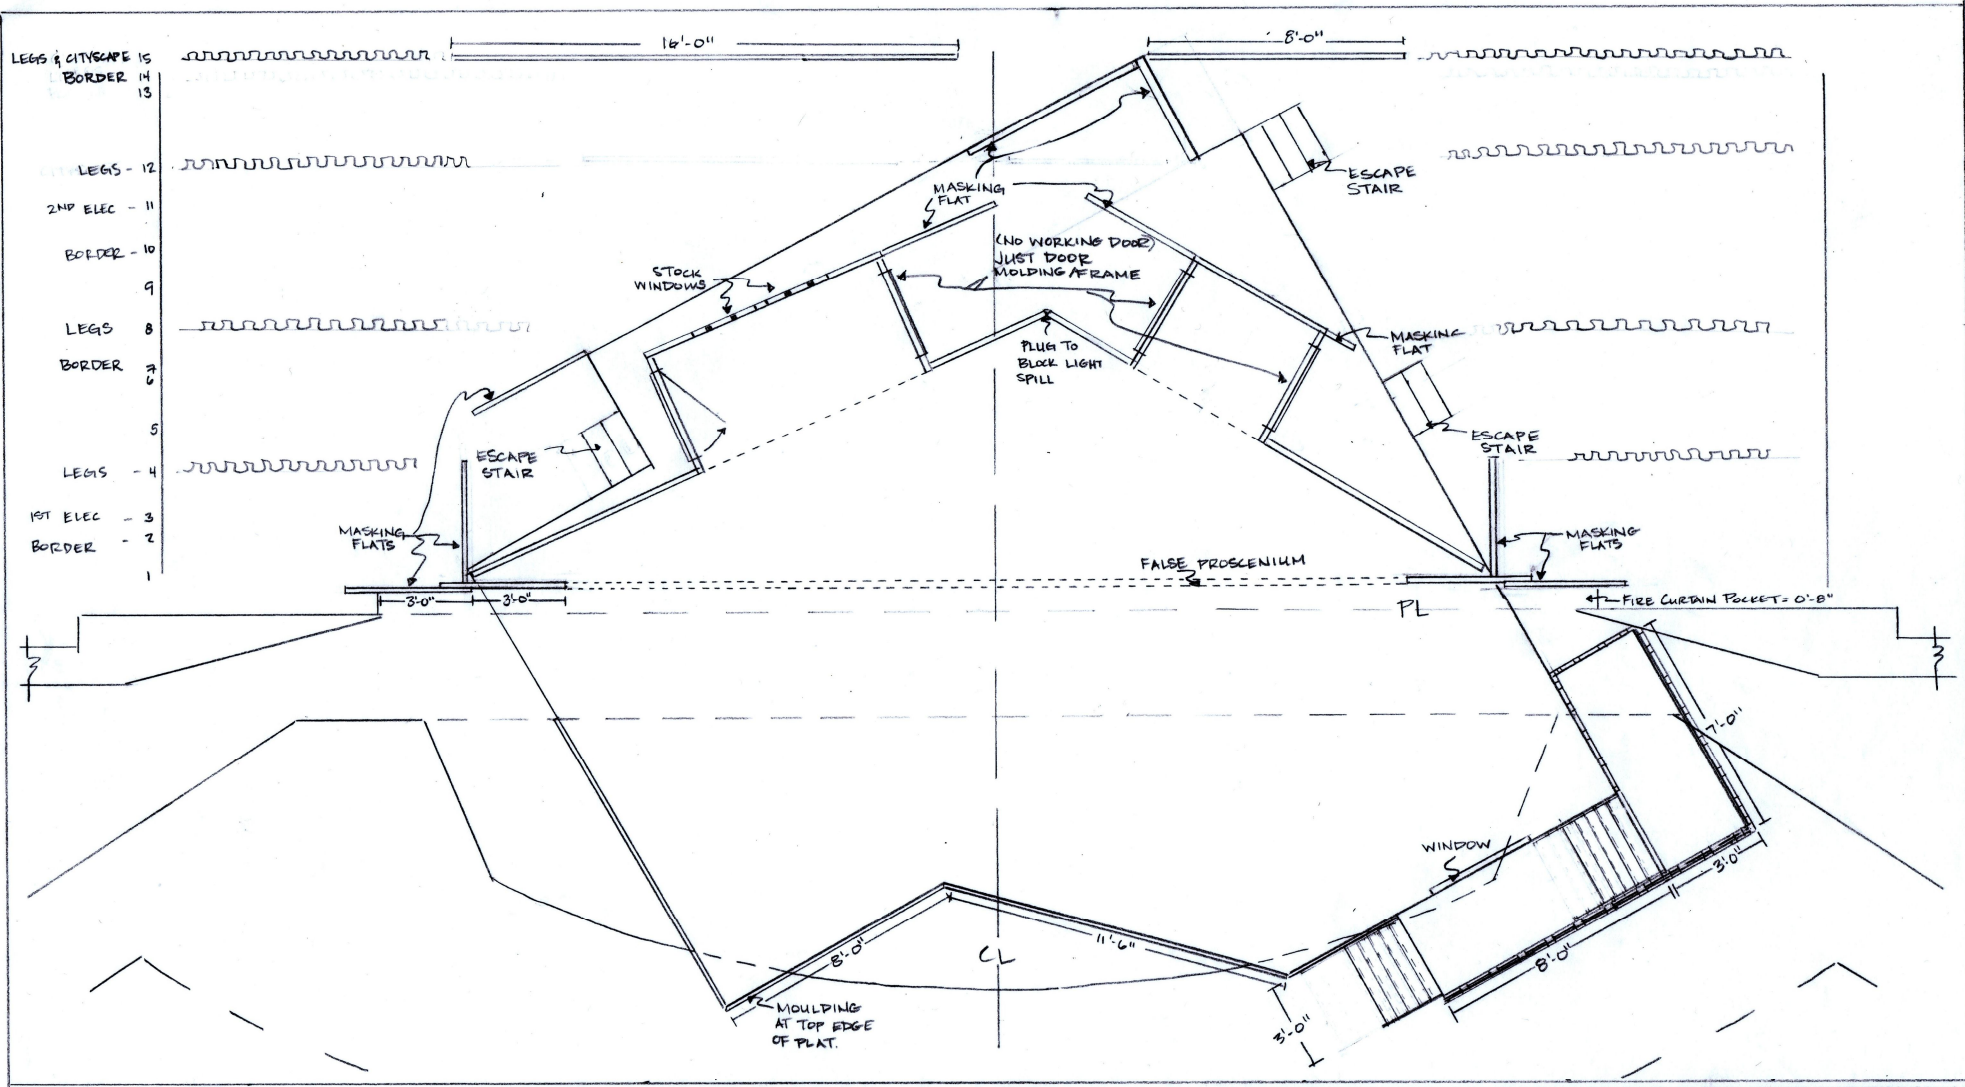 16'-0"
8'-0"
LEGS & CITYSCAPE 15
BORDER 14
13
LEGS - 12
2ND ELEC - 11
BORDER - 10
9
LEGS 8
BORDER 7
6
5
LEGS - 4
1ST ELEC - 3
BORDER - 2
1
ESCAPE
STAIR
MASKING
FLAT
(NO WORKING DOOR)
JUST DOOR
MOLDING/FRAME
STOCK
WINDOWS
MASKING
FLAT
PLUG TO
BLOCK LIGHT
SPILL
ESCAPE
STAIR
ESCAPE
STAIR
MASKING
FLATS
MASKING
FLATS
FALSE PROSCENIUM
3'-0"
3'-0"
PL
FIRE CURTAIN POCKET = 0'-8"
7'-0"
WINDOW
3'-0"
8'-0"
11'-6"
8'-0"
CL
MOULDING
AT TOP EDGE
OF PLAT.
3'-0"